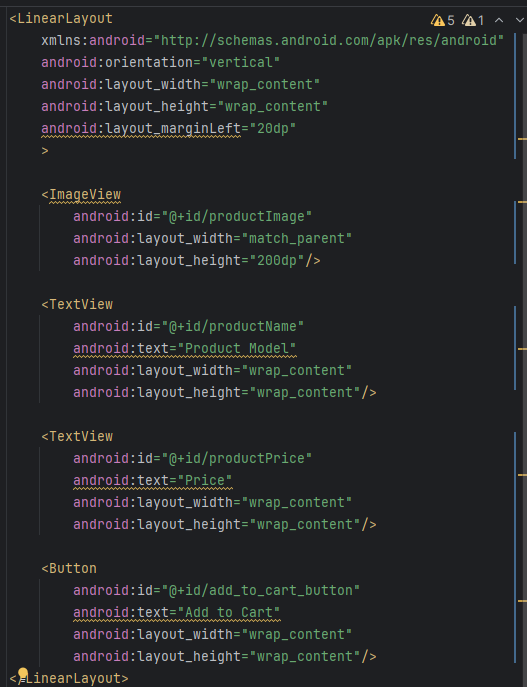 <LinearLayout
5 1
xmlns:android="http://schemas.android.com/apk/res/android"
android:orientation="vertical"
android:layout_width="wrap_content"
android:layout_height="wrap_content"
android:layout_marginLeft="20dp"
>
<ImageView
android:id="@+id/productImage"
android:layout_width="match_parent"
android:layout_height="200dp"/>
<TextView
android:id="@+id/productName"
android:text="Product Model"
android:layout_width="wrap_content"
android:layout_height="wrap_content"/>
<TextView
android:id="@+id/productPrice"
android:text="Price"
android:layout_width="wrap_content"
android:layout_height="wrap_content"/>
<Button
android:id="@+id/add_to_cart_button"
android:text="Add to Cart"
android:layout_width="wrap_content"
android:layout_height="wrap_content"/>
</LinearLayout>